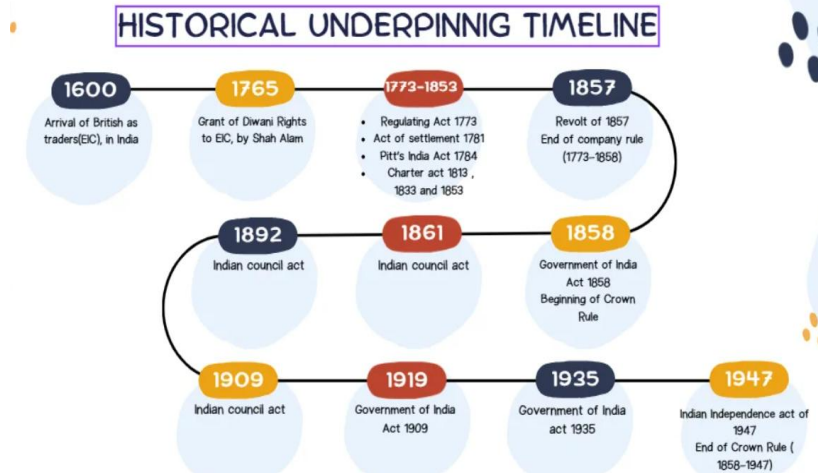 HISTORICAL UNDERPINNIG TIMELINE
1600
Arrival of British as
traders(EIC), in India
1765
Grant of Diwani Rights
to EIC, by Shah Alam
1773-1853
• Regulating Act 1773
• Act of settlement 1781
• Pitt's India Act 1784
• Charter act 1813 ,
1833 and 1853
1857
Revolt of 1857
End of company rule
(1773-1858)
1858
Government of India
Act 1858
Beginning of Crown
Rule
1861
Indian council act
1892
Indian council act
1909
Indian council act
1919
Government of India
Act 1909
1935
Government of India
act 1935
1947
Indian Independence act of
1947
End of Crown Rule (
1858-1947)